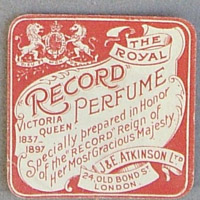 THE
ROYAL
RECORD
PERFUME
VICTORIA
QUEEN,
1837-
1897
Specially prepared in Honor
of the "RECORD" Reign of
Her Most Gracious Majesty
J.&E. ATKINSON LTD
24, OLD BOND ST
LONDON.